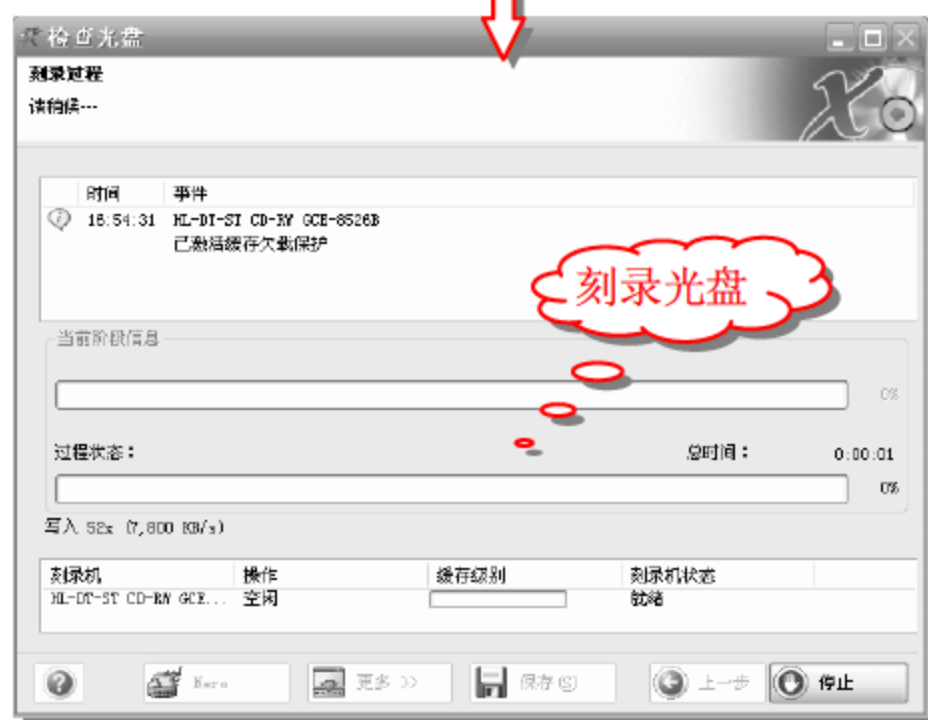 检查光盘
刻录过程
请稍候---
时间 事件
18:54:31 HL-DT-ST CD-RW GCE-8526B
已激活缓存欠载保护
刻录光盘
当前阶段信息
0%
过程状态： 总时间： 0:00:01
0%
写入 52x (7,800 KB/s)
刻录机 操作 缓存级别 刻录机状态
HL-DT-ST CD-RW GCE... 空闲 就绪
Nero 更多 >> 保存(S) 上一步 停止